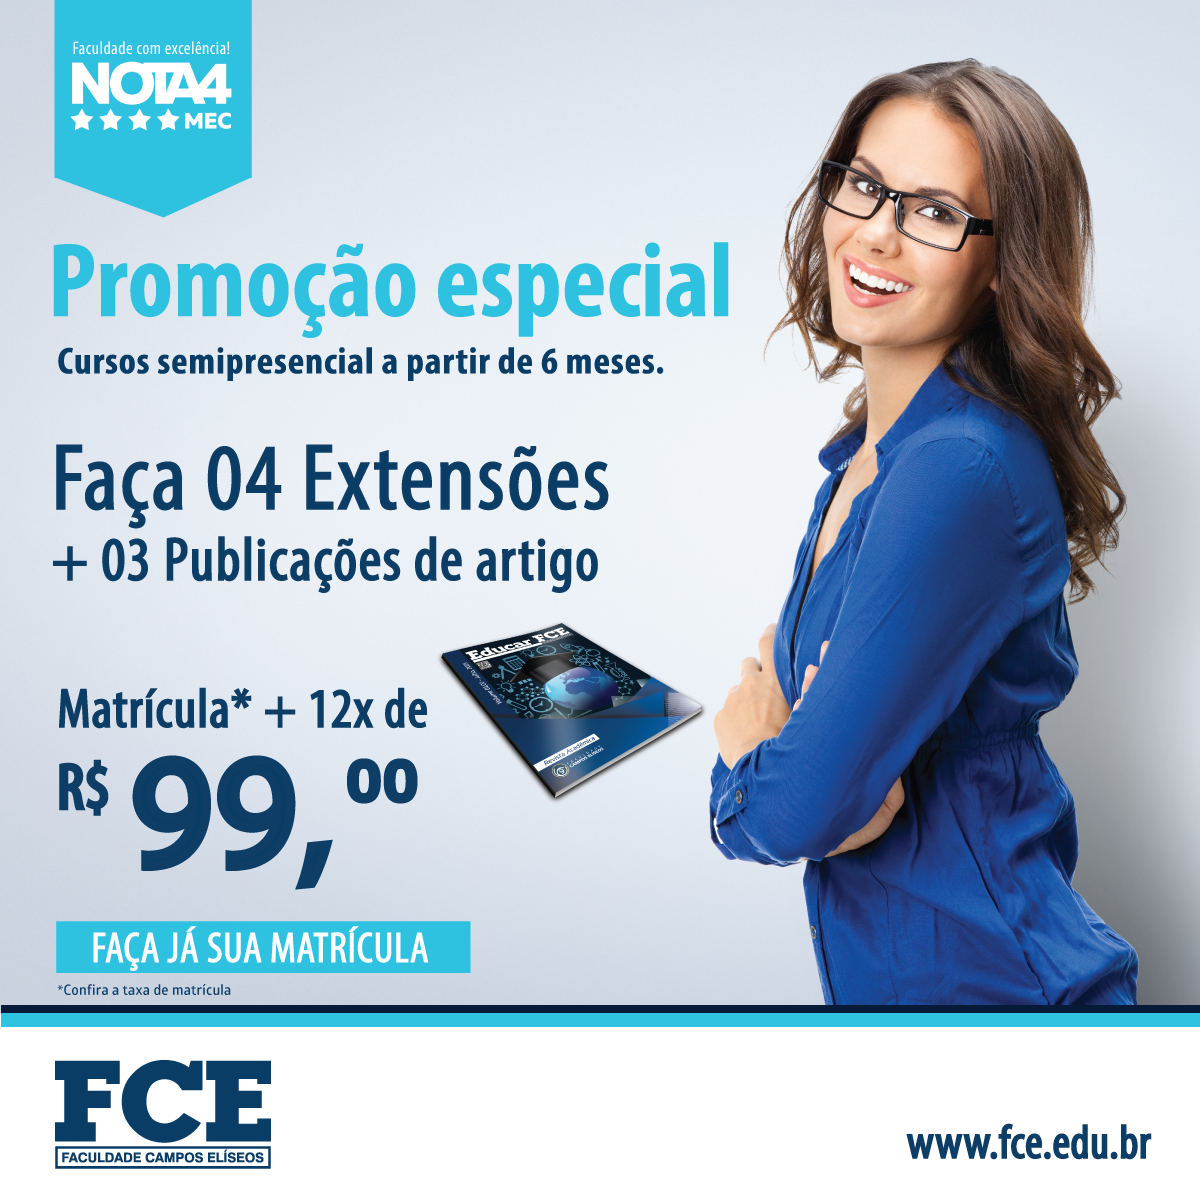 Faculdade com excelência!
NOTA4
MEC
Promoção especial
Cursos semipresencial a partir de 6 meses.
Faça 04 Extensões
+ 03 Publicações de artigo
Educar FCE
Revista Acadêmica
CAMPOS ELÍSEOS
Matrícula* + 12x de
R$ 99,00
FAÇA JÁ SUA MATRÍCULA
*Confira a taxa de matrícula
FCE
FACULDADE CAMPOS ELÍSEOS
www.fce.edu.br